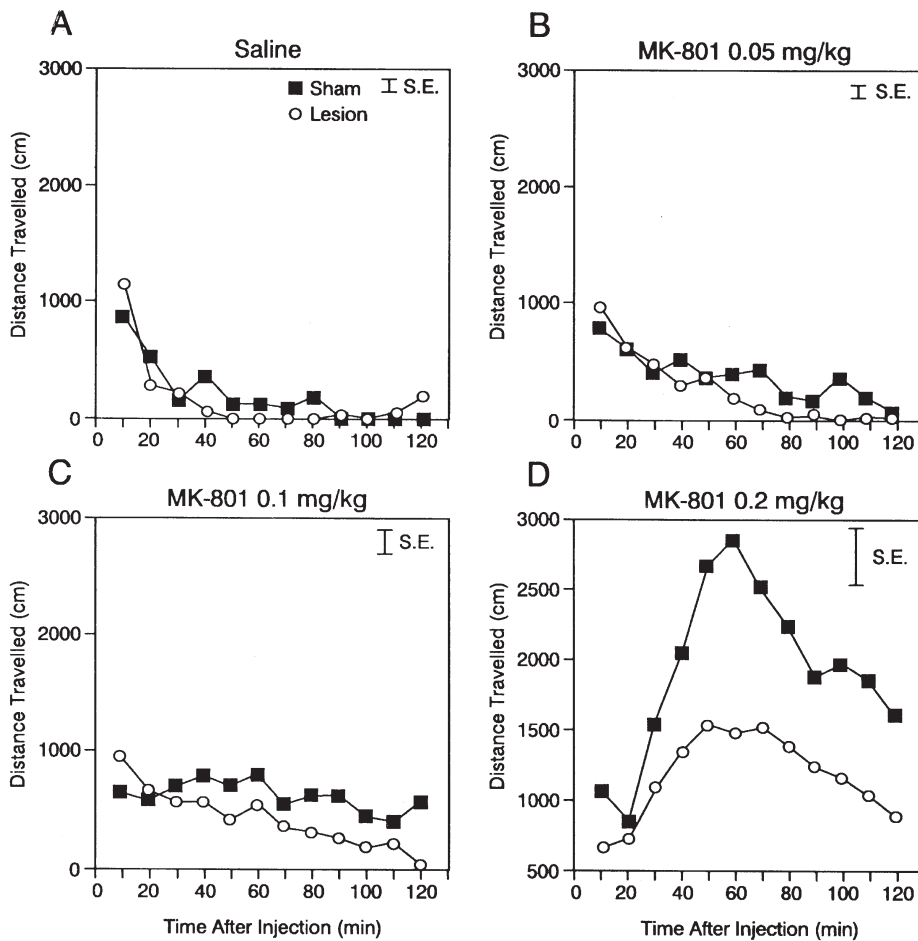 A
Saline
3000
2000
1000
0
Distance Travelled (cm)
Sham
Lesion
S.E.
0 20 40 60 80 100 120
B
MK-801 0.05 mg/kg
3000
2000
1000
0
Distance Travelled (cm)
S.E.
0 20 40 60 80 100 120
C
MK-801 0.1 mg/kg
3000
2000
1000
0
Distance Travelled (cm)
S.E.
0 20 40 60 80 100 120
Time After Injection (min)
D
MK-801 0.2 mg/kg
3000
2500
2000
1500
1000
500
Distance Travelled (cm)
S.E.
0 20 40 60 80 100 120
Time After Injection (min)